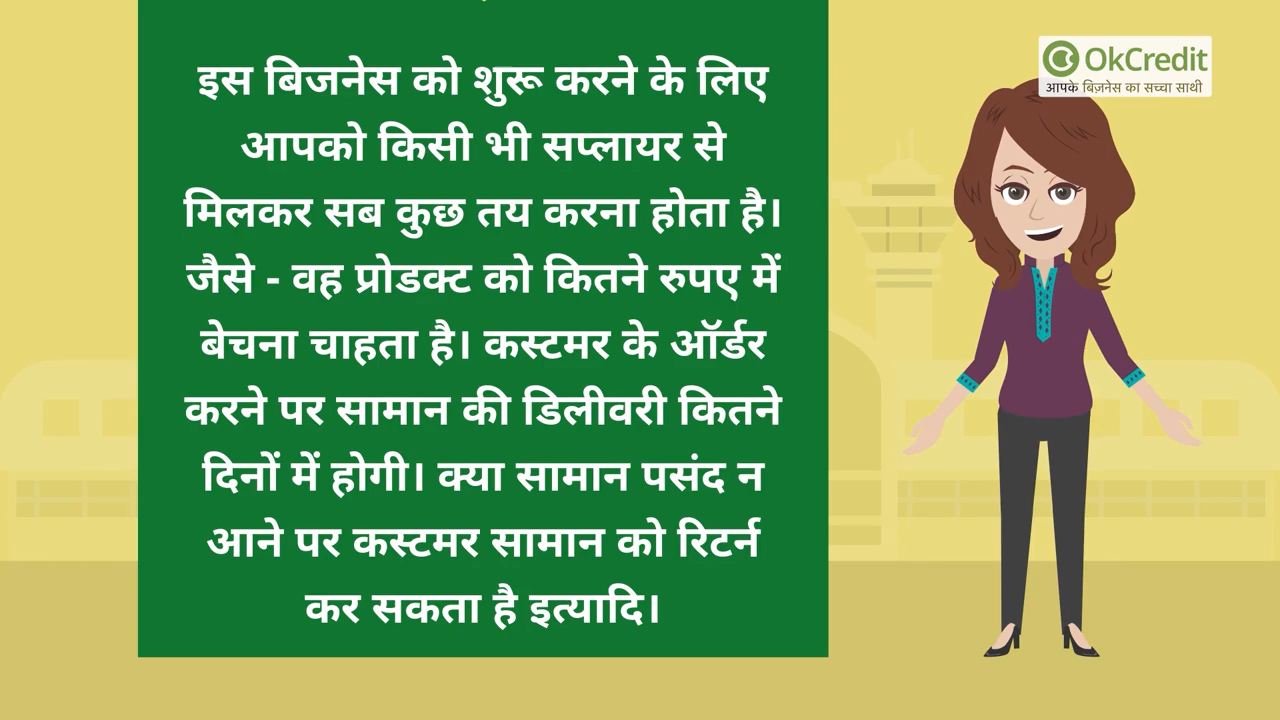 इस बिजनेस को शुरू करने के लिए
आपको किसी भी सप्लायर से
मिलकर सब कुछ तय करना होता है।
जैसे - वह प्रोडक्ट को कितने रुपए में
बेचना चाहता है। कस्टमर के ऑर्डर
करने पर सामान की डिलीवरी कितने
दिनों में होगी। क्या सामान पसंद न
आने पर कस्टमर सामान को रिटर्न
कर सकता है इत्यादि।
OkCredit
आपके बिज़नेस का सच्चा साथी